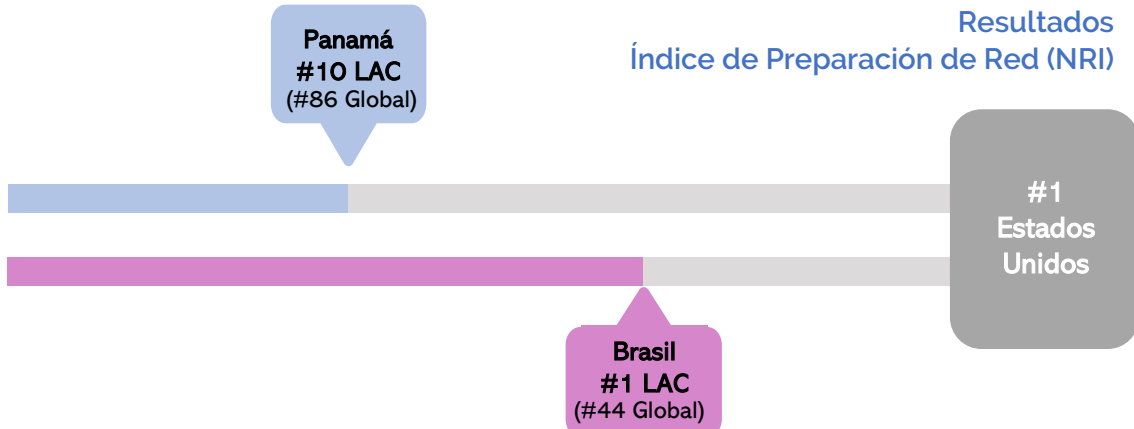 Resultados
Índice de Preparación de Red (NRI)
Panamá
#10 LAC
(#86 Global)
#1
Estados
Unidos
Brasil
#1 LAC
(#44 Global)